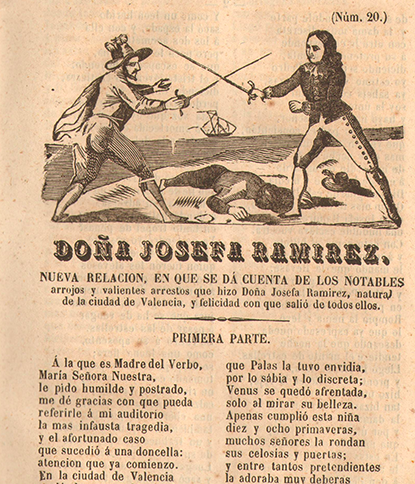 (Núm. 20.)
DOÑA JOSEFA RAMIREZ.
NUEVA RELACION, EN QUE SE DÁ CUENTA DE LOS NOTABLES
arrojos y valientes arrestos que hizo Doña Josefa Ramirez, natural
de la ciudad de Valencia, y felicidad con que salió de todos ellos.
PRIMERA PARTE.
Á la que es Madre del Verbo,
María Señora Nuestra,
le pido humilde y postrado,
me dé gracias con que pueda
referirle á mi auditorio
la mas infausta tragedia,
y el afortunado caso
que sucedió á una doncella:
atencion que ya comienzo.
En la ciudad de Valencia
que Palas la tuvo envidia,
por lo sábia y lo discreta;
Venus se quedó afrentada,
solo al mirar su belleza.
Apenas cumplió esta niña
diez y ocho primaveras,
muchos señores la rondan
sus celosías y puertas;
y entre tantos pretendientes
la adoraba muy deberas